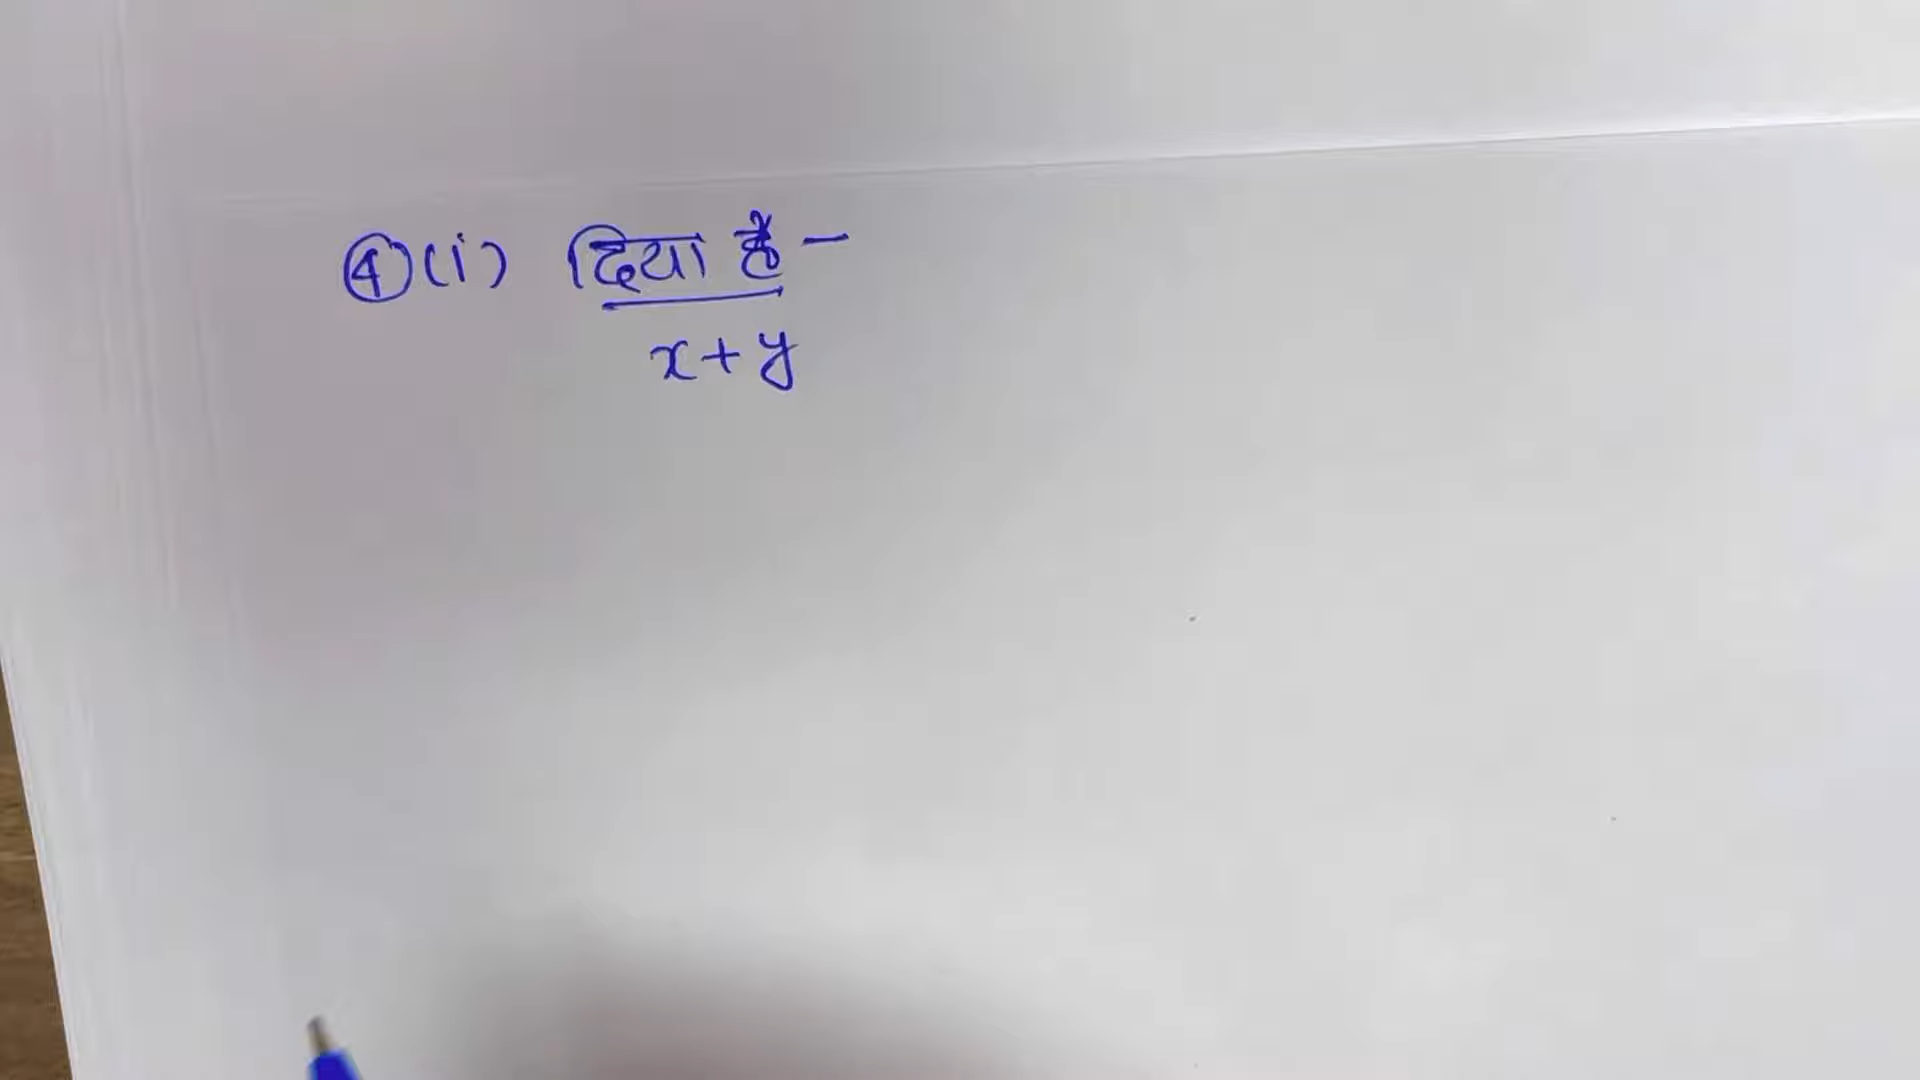 ④(i) दिया है -
x + y